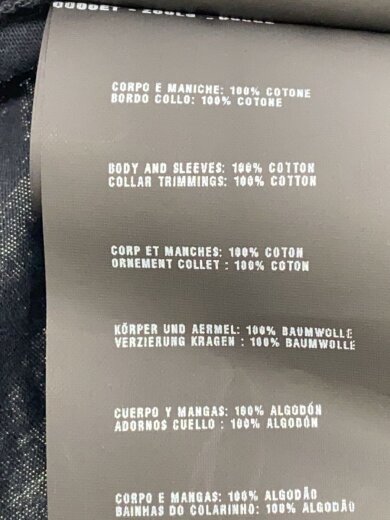 CORPO E MANICHE: 100% COTONE
BORDO COLLO: 100% COTONE
BODY AND SLEEVES: 100% COTTON
COLLAR TRIMMINGS: 100% COTTON
CORP ET MANCHES: 100% COTON
ORNEMENT COLLET : 100% COTON
KÖRPER UND AERMEL: 100% BAUMWOLLE
VERZIERUNG KRAGEN : 100% BAUMWOLLE
CUERPO Y MANGAS: 100% ALGODÓN
ADORNOS CUELLO : 100% ALGODÓN
CORPO E MANGAS: 100% ALGODÃO
BAINHAS DO COLARINHO: 100% ALGODÃO